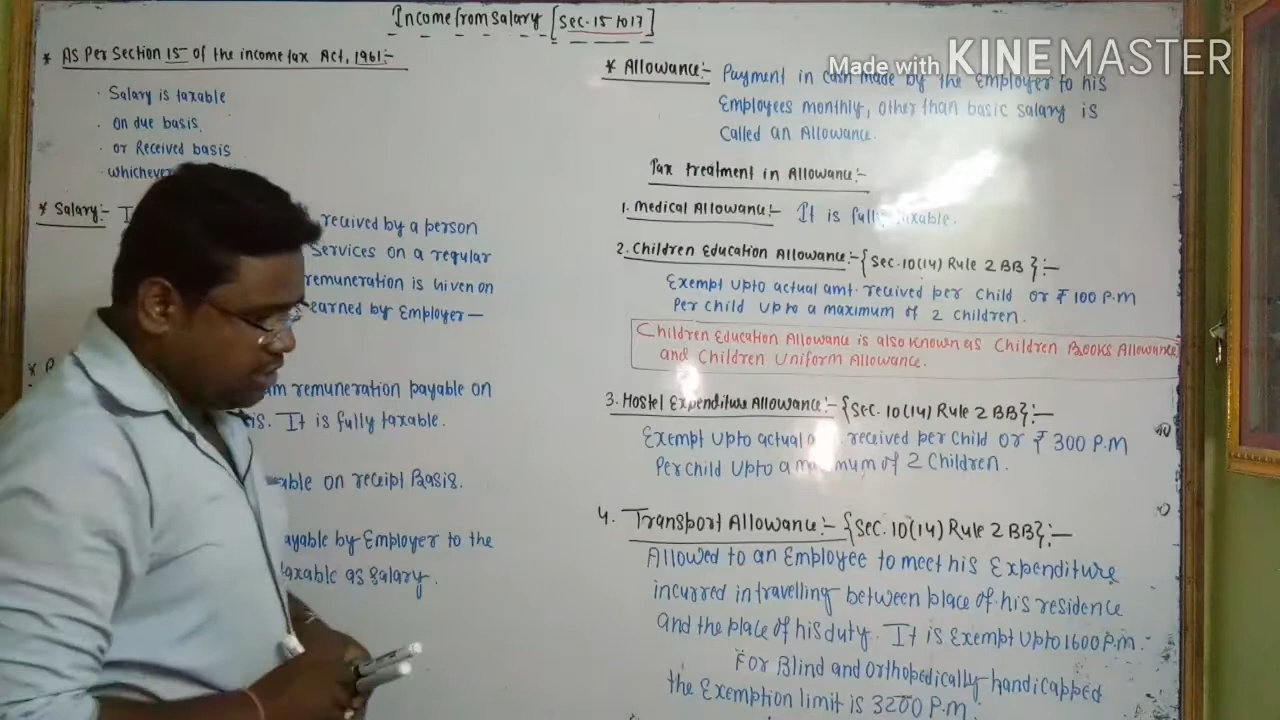 Income from salary [Sec. 15 to 17]
* As Per Section 15 of the income tax Act, 1961:-
· Salary is taxable
· on due basis.
· or Received basis
· whichever
* Salary:-
received by a person
services on a regular
remuneration is Given on
earned by Employer—
remuneration payable on
is. It is fully taxable.
on receipt Basis.
by Employer to the
taxable as salary.
Made with KINEMASTER
* Allowance:- Payment in cash made by the Employer to his
Employees monthly, other than basic salary is
called an Allowance.
Tax treatment in Allowance:-
1. Medical Allowance:- It is fully taxable.
2. Children Education Allowance:- {Sec. 10(14) Rule 2 BB}:-
Exempt upto actual amt. received per child or ₹ 100 P.M
Per child upto a maximum of 2 children.
Children Education Allowance is also known as Children Books Allowance
and Children Uniform Allowance.
3. Hostel Expenditure Allowance:- {Sec. 10(14) Rule 2 BB}:-
Exempt upto actual received per child or ₹ 300 P.M
Per child upto a maximum of 2 Children.
4. Transport Allowance:- {Sec. 10(14) Rule 2 BB}:-
Allowed to an Employee to meet his Expenditure
incurred in travelling between place of his residence
and the place of his duty. It is Exempt upto 1600 P.m.
For Blind and orthopedically handicapped
the Exemption limit is 3200 P.M.